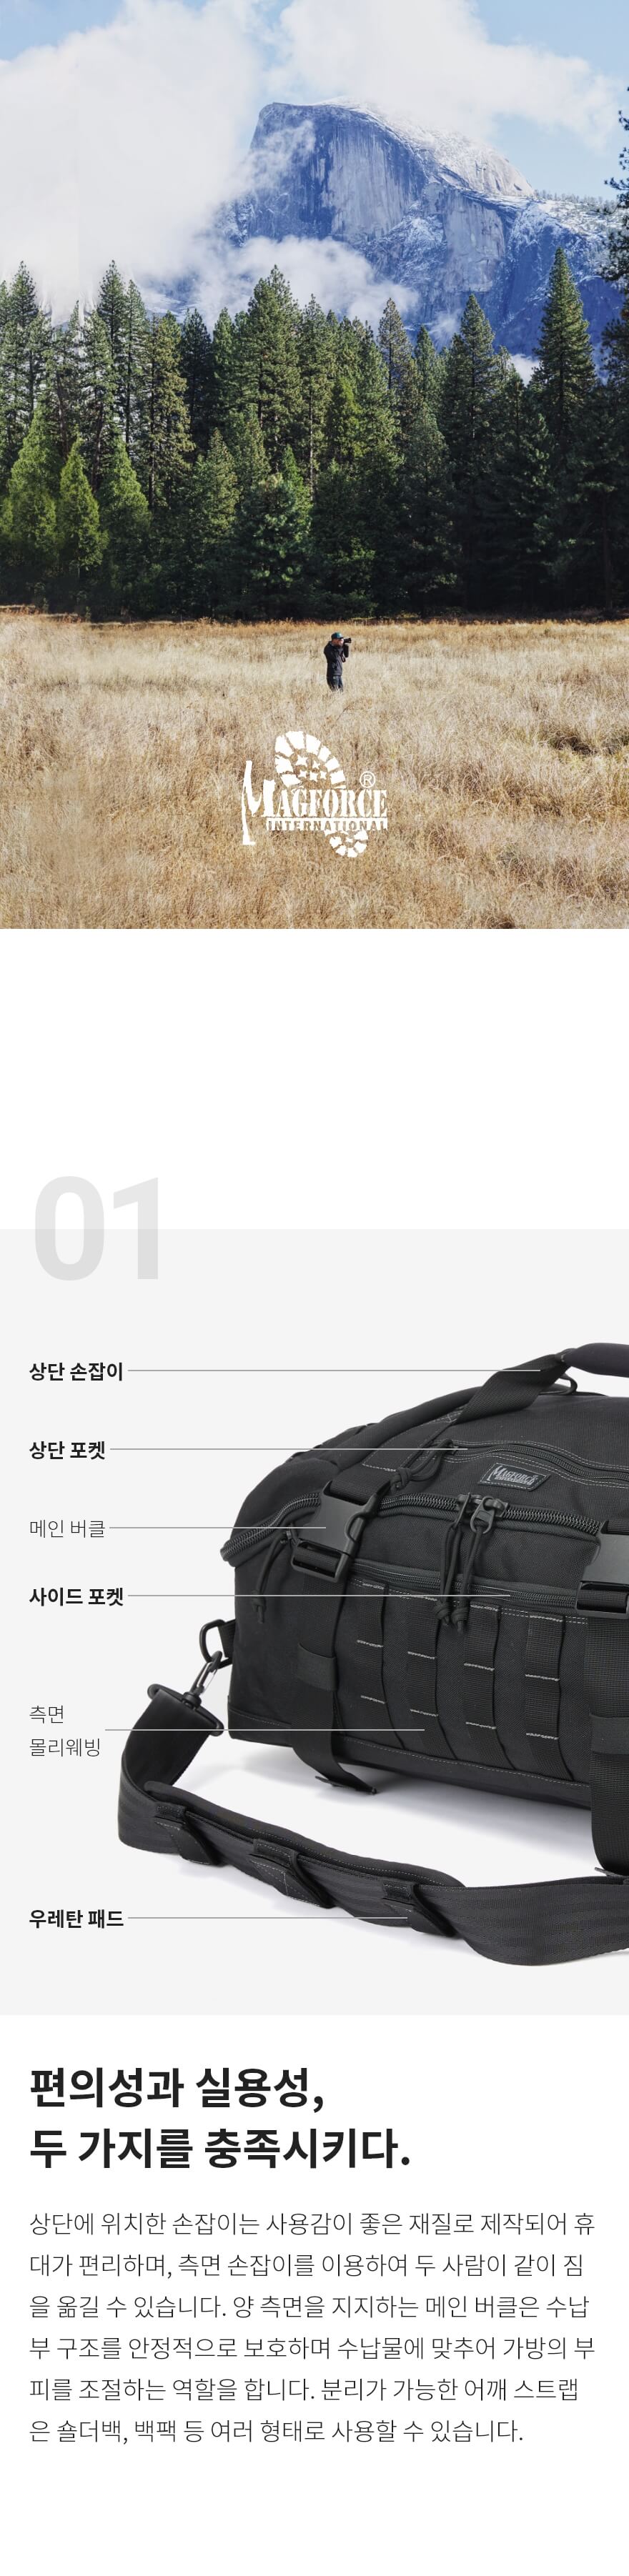 MAGFORCE®
INTERNATIONAL
01
상단 손잡이
상단 포켓
MAGFORCE
메인 버클
사이드 포켓
측면
몰리웨빙
우레탄 패드
편의성과 실용성,
두 가지를 충족시키다.
상단에 위치한 손잡이는 사용감이 좋은 재질로 제작되어 휴
대가 편리하며, 측면 손잡이를 이용하여 두 사람이 같이 짐
을 옮길 수 있습니다. 양 측면을 지지하는 메인 버클은 수납
부 구조를 안정적으로 보호하며 수납물에 맞추어 가방의 부
피를 조절하는 역할을 합니다. 분리가 가능한 어깨 스트랩
은 숄더백, 백팩 등 여러 형태로 사용할 수 있습니다.